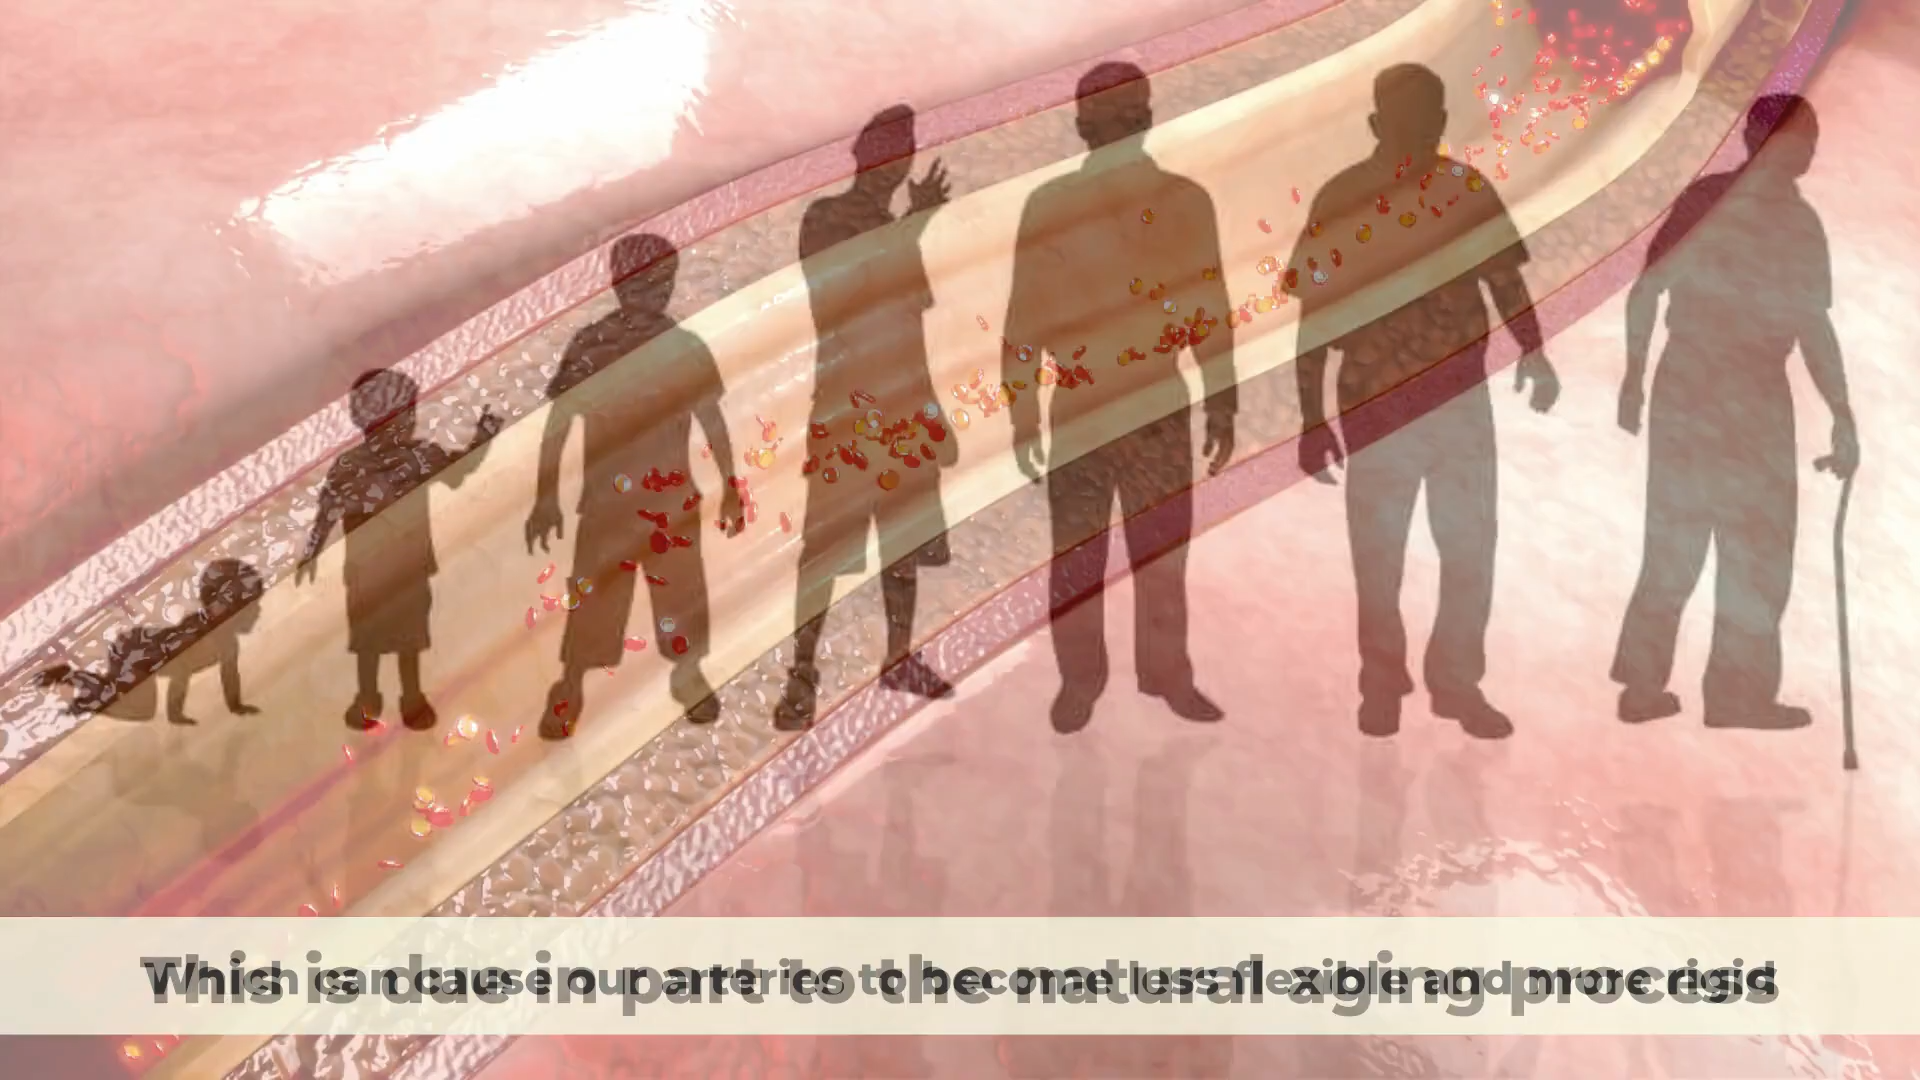 Which can cause our arteries to become less flexible and more rigid
Which is due in part to the natural aging process